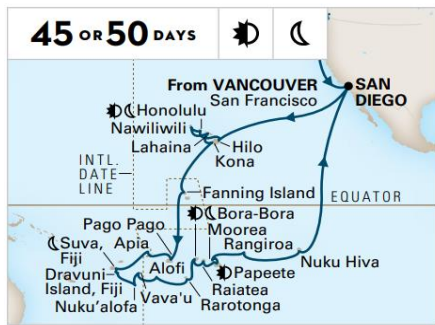 45 OR 50 DAYS
From VANCOUVER
San Francisco
SAN
DIEGO
Honolulu
Nawiliwili
Lahaina
Hilo
Kona
INTL.
DATE
LINE
Fanning Island
EQUATOR
Bora-Bora
Moorea
Rangiroa
Pago Pago
Suva,
Fiji
Apia
Dravuni
Island, Fiji
Alofi
Nuku Hiva
Papeete
Raiatea
Vava'u
Rarotonga
Nuku'alofa